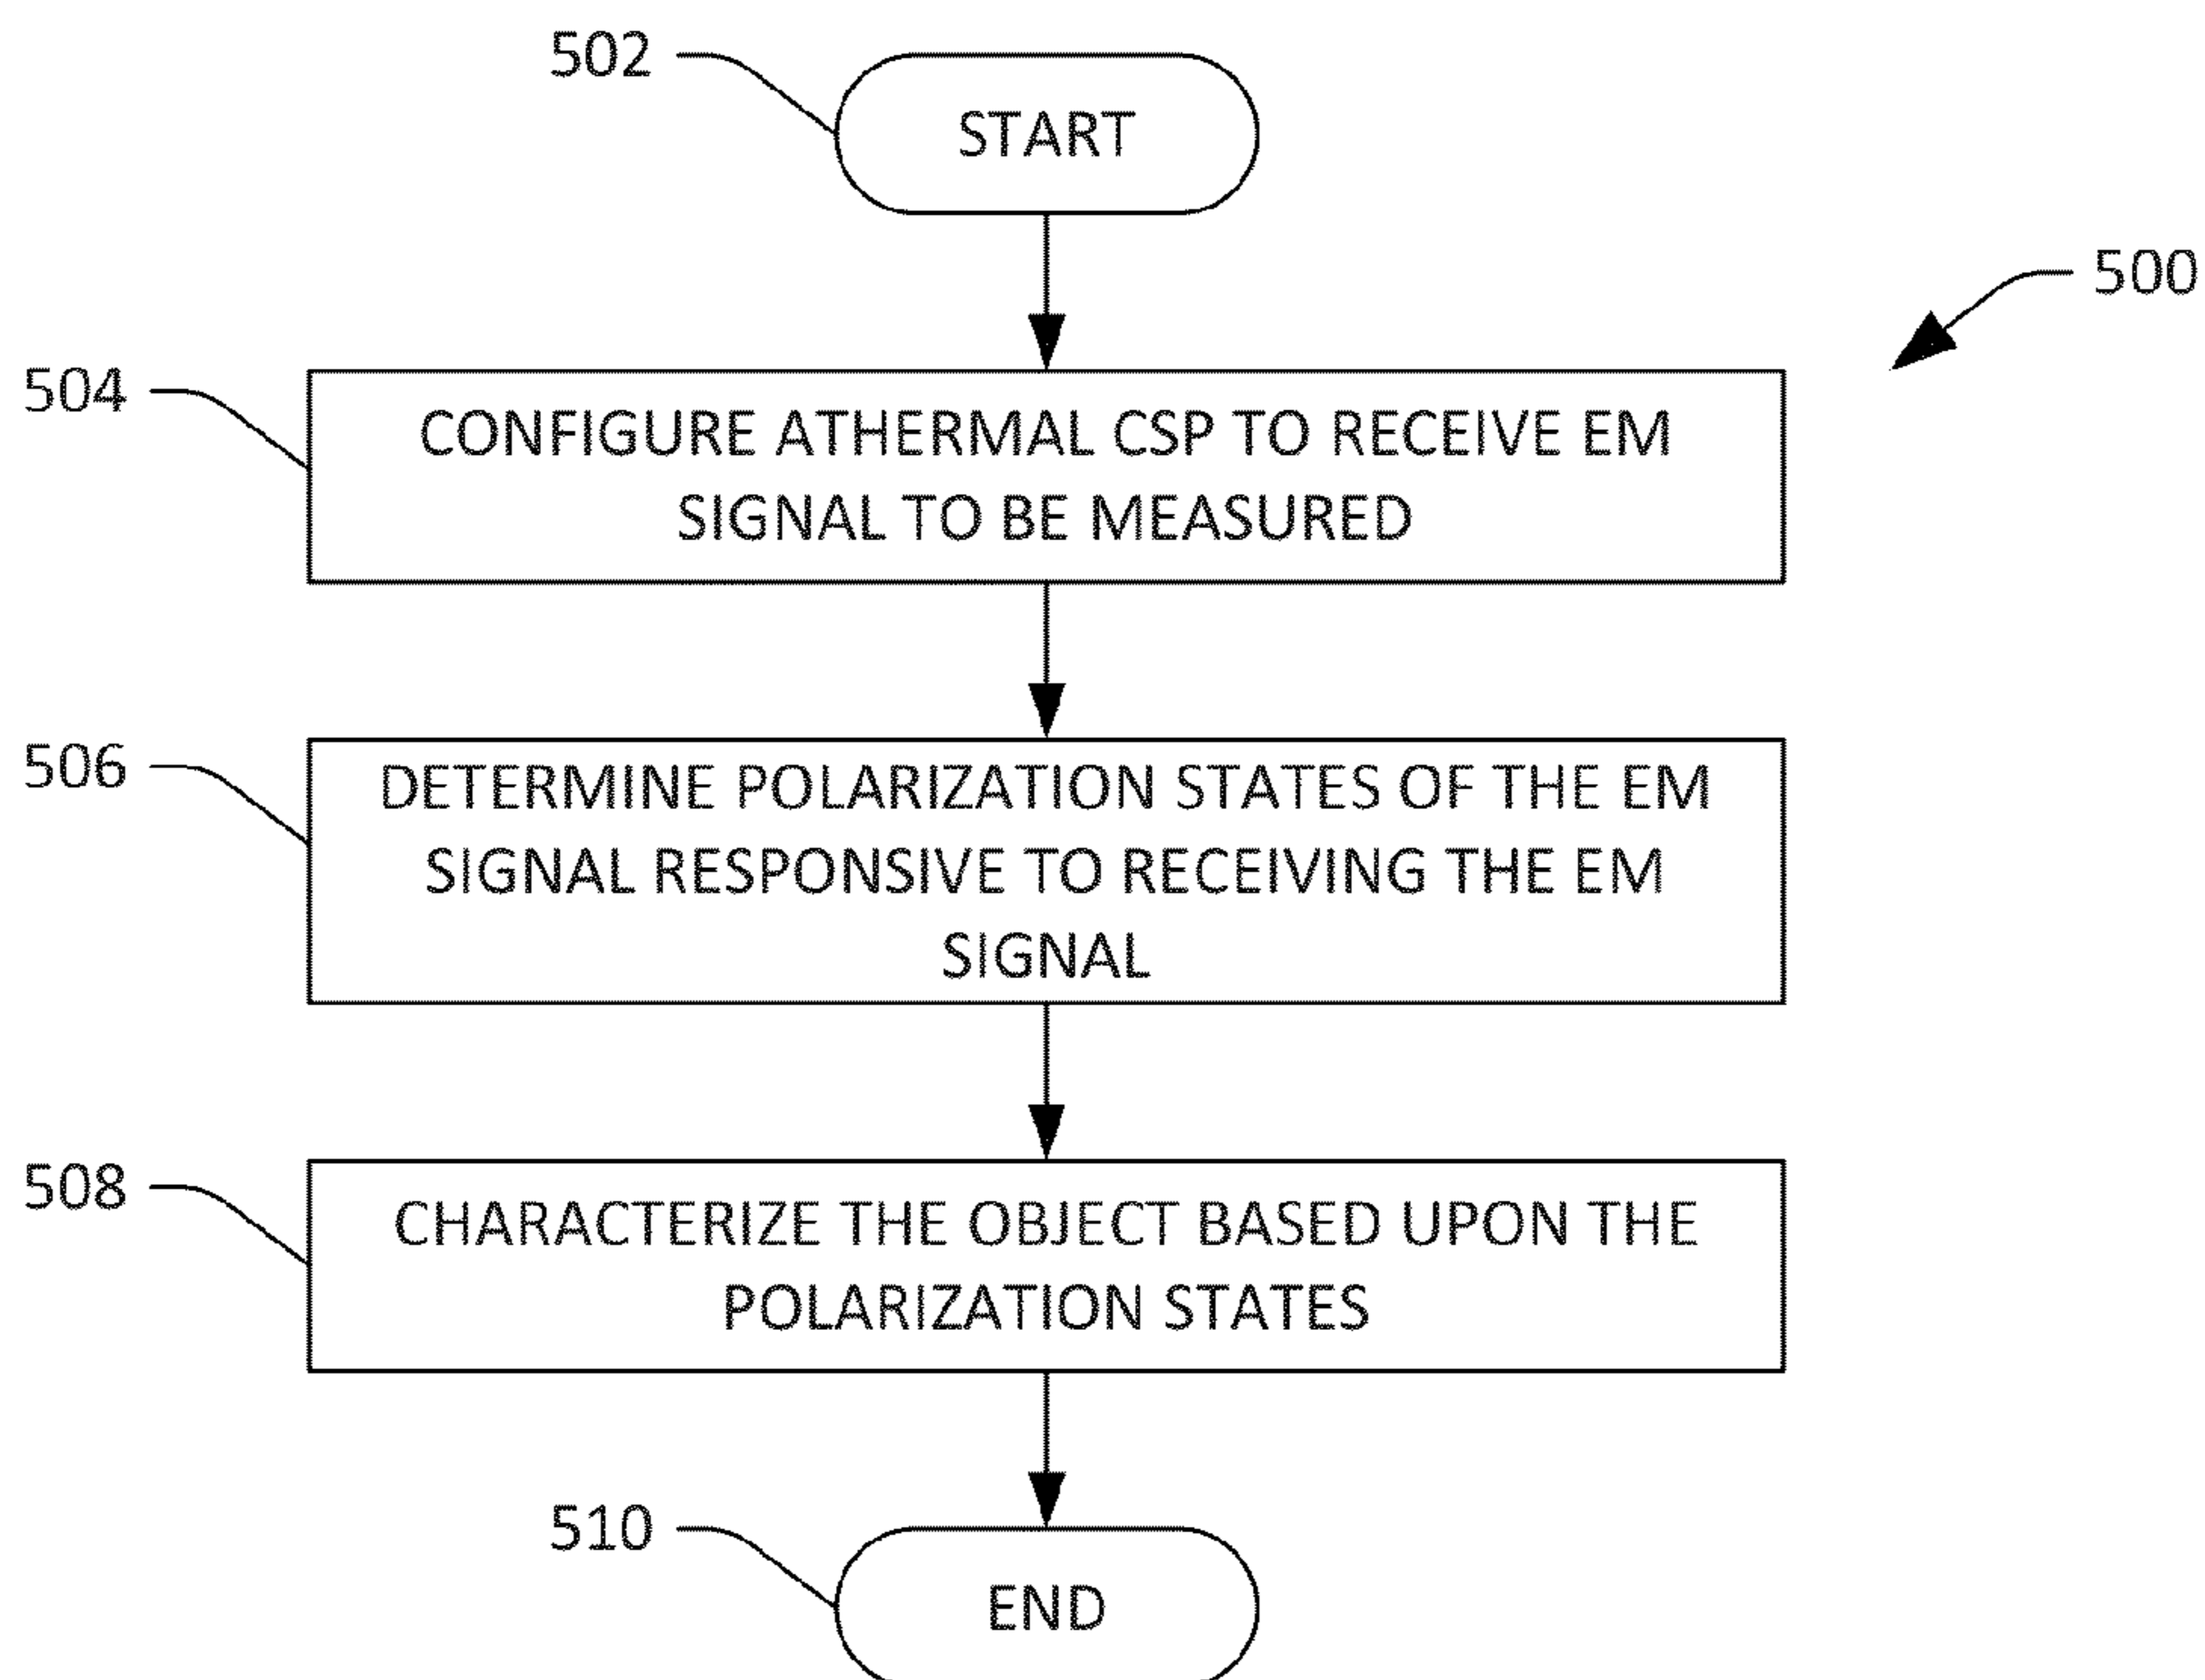 502
START
500
504
CONFIGURE ATHERMAL CSP TO RECEIVE EM
SIGNAL TO BE MEASURED
506
DETERMINE POLARIZATION STATES OF THE EM
SIGNAL RESPONSIVE TO RECEIVING THE EM
SIGNAL
508
CHARACTERIZE THE OBJECT BASED UPON THE
POLARIZATION STATES
510
END